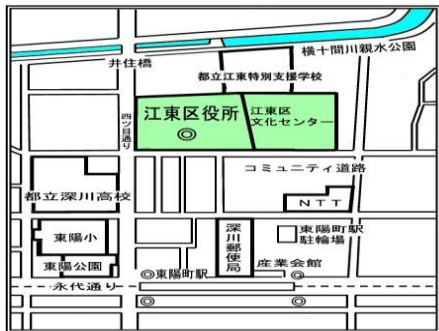 横十間川親水公園
井住橋
都立江東特別支援学校
四ツ目通り
江東区役所
江東区
文化センター
コミュニティ道路
都立深川高校
NTT
東陽小
深川郵便局
東陽町駅
駐輪場
東陽公園
産業会館
東陽町駅
永代通り